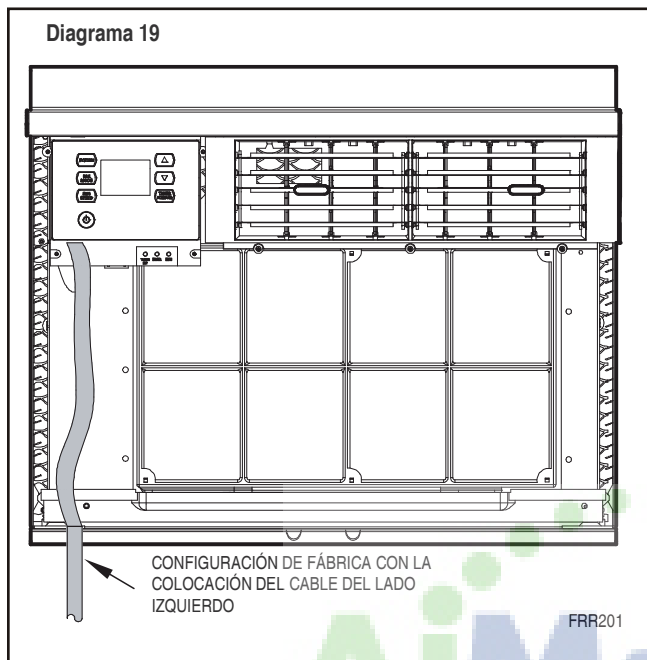 Diagrama 19
CONFIGURACIÓN DE FÁBRICA CON LA
COLOCACIÓN DEL CABLE DEL LADO
IZQUIERDO
FRR201